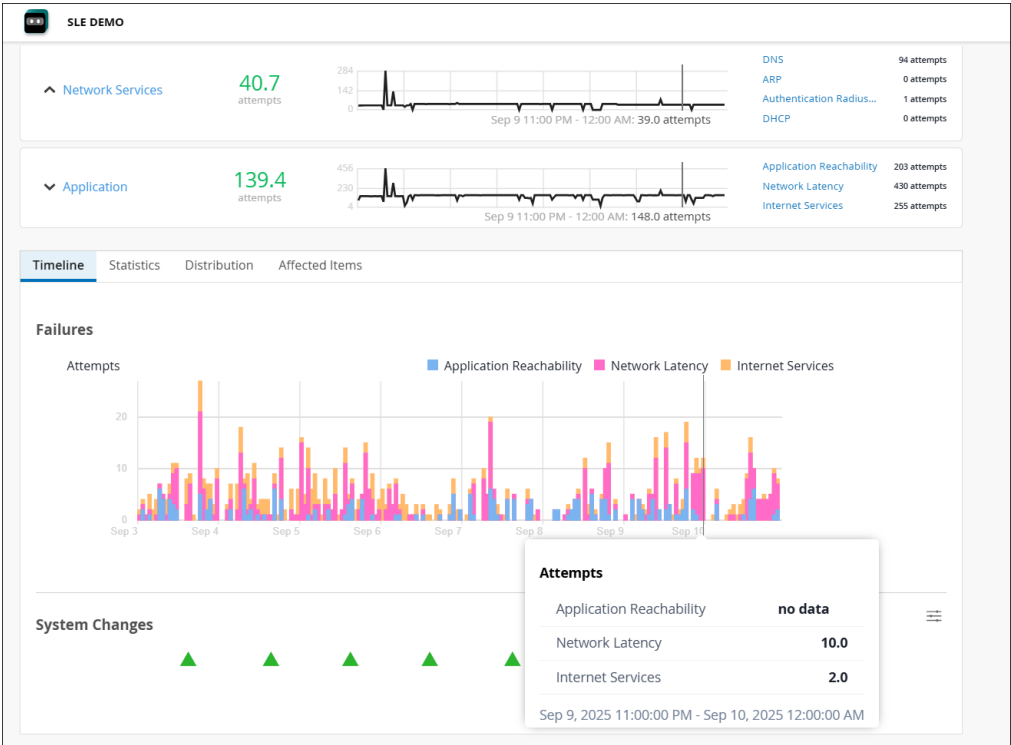 SLE DEMO
Network Services
40.7
attempts
284
142
0
Sep 9 11:00 PM - 12:00 AM: 39.0 attempts
DNS 94 attempts
ARP 0 attempts
Authentication Radius... 1 attempts
DHCP 0 attempts
Application
139.4
attempts
456
230
4
Sep 9 11:00 PM - 12:00 AM: 148.0 attempts
Application Reachability 203 attempts
Network Latency 430 attempts
Internet Services 255 attempts
Timeline Statistics Distribution Affected Items
Failures
Attempts Application Reachability Network Latency Internet Services
20
10
0
Sep 3 Sep 4 Sep 5 Sep 6 Sep 7 Sep 8 Sep 9 Sep 10
Attempts
Application Reachability no data
Network Latency 10.0
Internet Services 2.0
Sep 9, 2025 11:00:00 PM - Sep 10, 2025 12:00:00 AM
System Changes